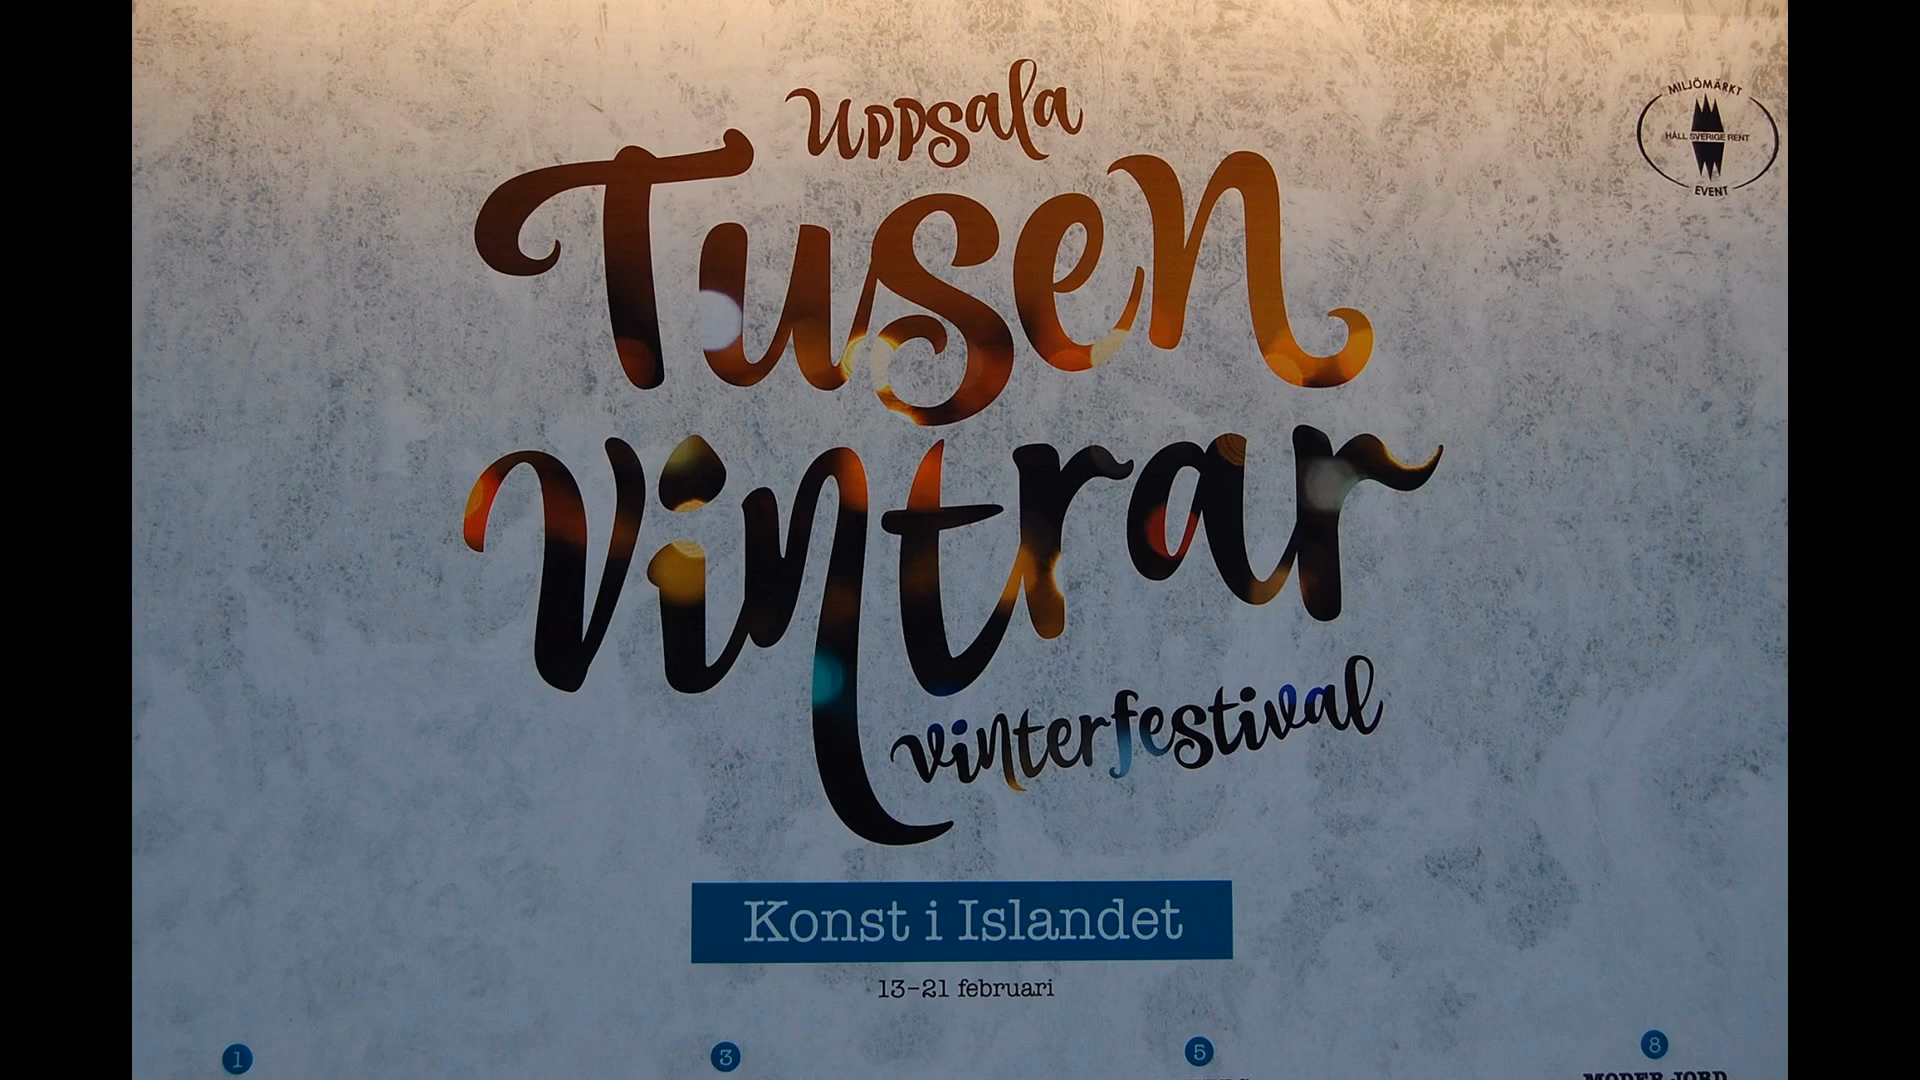 Uppsala
Tusen
Vintrar
vinterfestival
MILJÖMÄRKT
HÅLL SVERIGE RENT
EVENT
Konst i Islandet
13-21 februari
1 3 5 8
MODER JORD